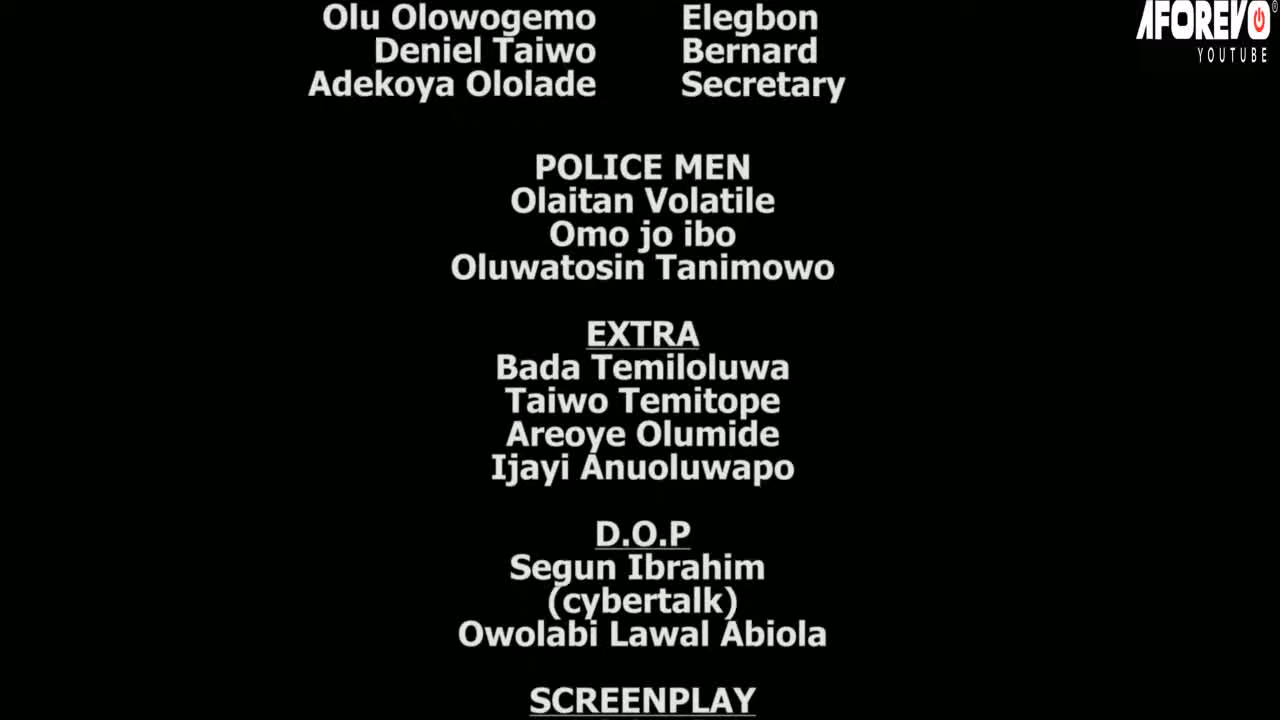 Olu Olowogemo Elegbon
Deniel Taiwo Bernard
Adekoya Ololade Secretary
POLICE MEN
Olaitan Volatile
Omo jo ibo
Oluwatosin Tanimowo
EXTRA
Bada Temiloluwa
Taiwo Temitope
Areoye Olumide
Ijayi Anuoluwapo
D.O.P
Segun Ibrahim
(cybertalk)
Owolabi Lawal Abiola
SCREENPLAY
AFOREVO
YOUTUBE